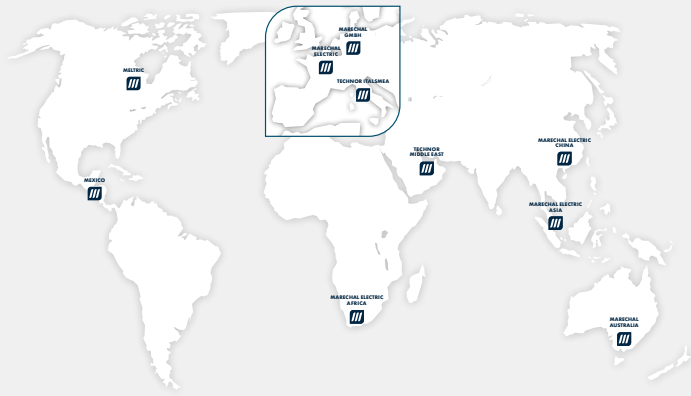 MARECHAL
GMBH
MARECHAL
ELECTRIC
MELTRIC
TECHNOR ITALSMEA
MARECHAL ELECTRIC
CHINA
TECHNOR
MIDDLE EAST
MEXICO
MARECHAL ELECTRIC
ASIA
MARECHAL ELECTRIC
AFRICA
MARECHAL
AUSTRALIA